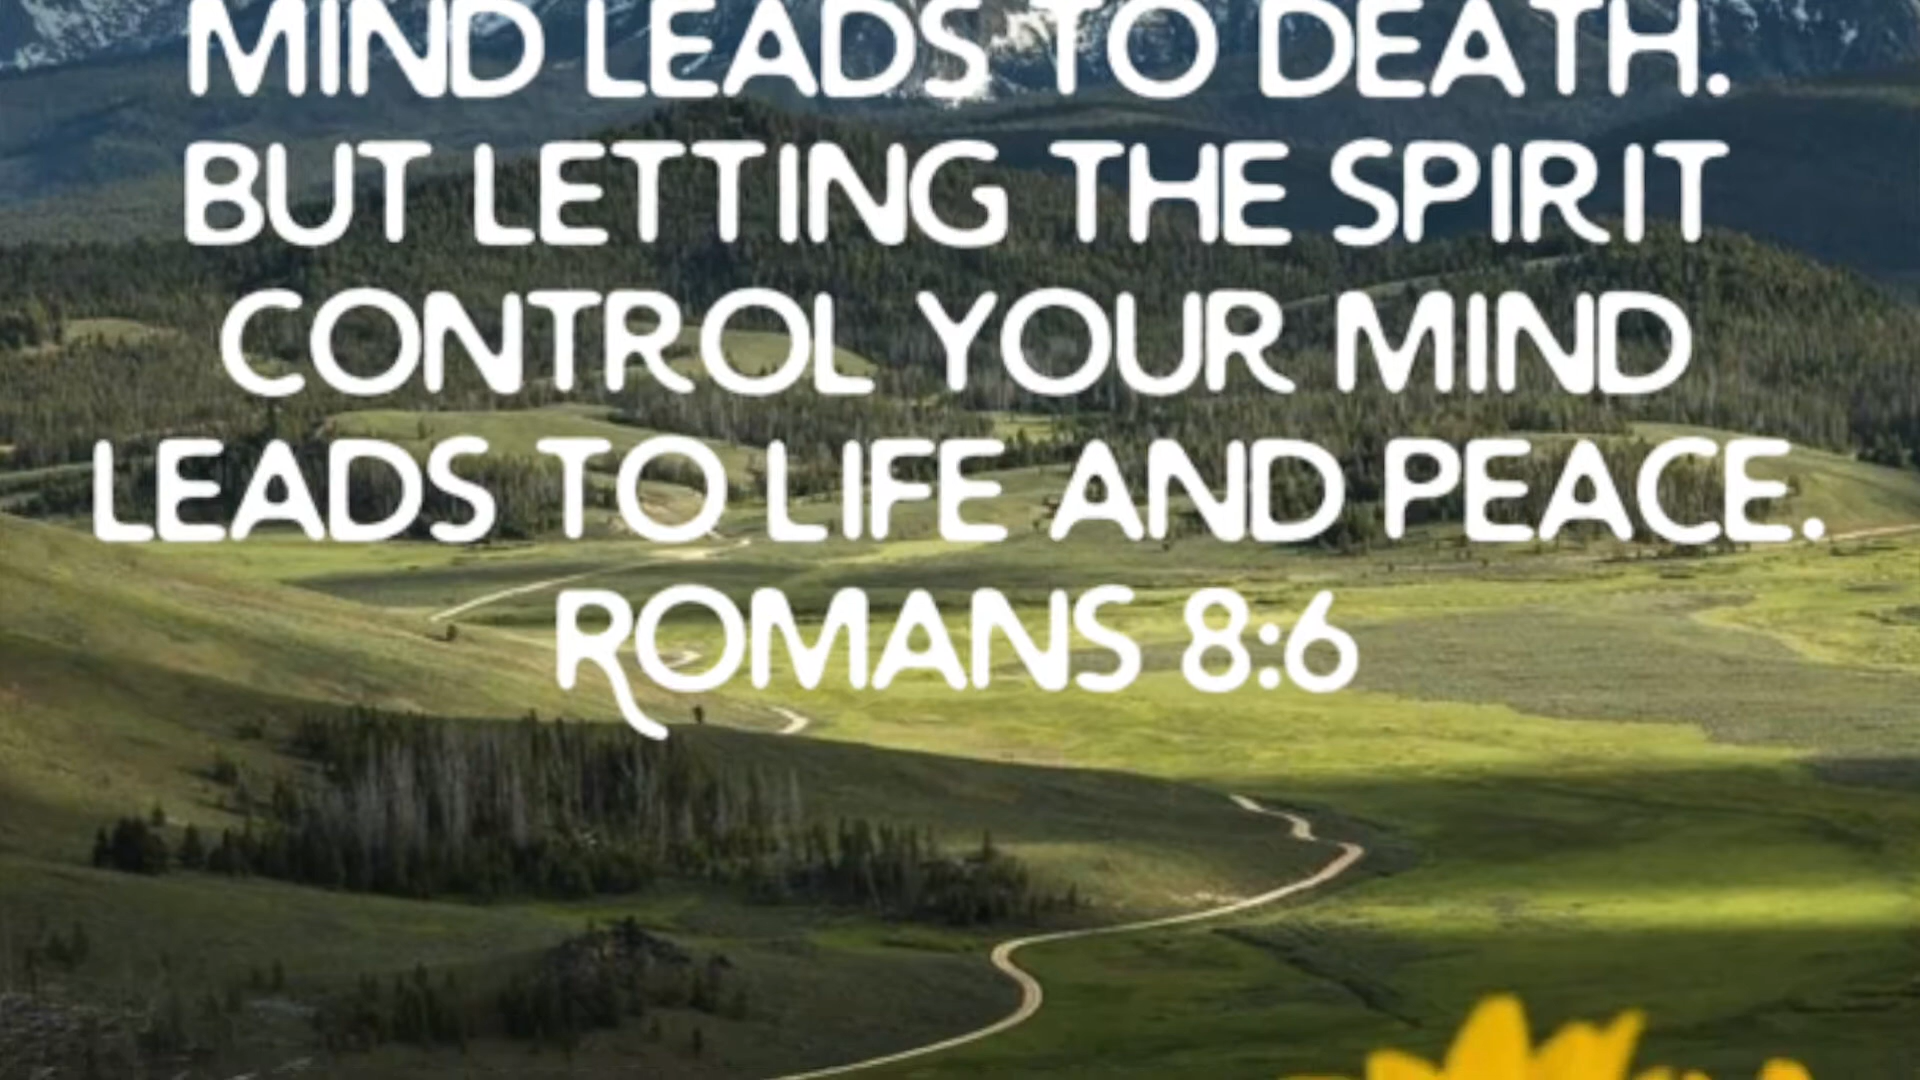 MIND LEADS TO DEATH.
BUT LETTING THE SPIRIT
CONTROL YOUR MIND
LEADS TO LIFE AND PEACE.
ROMANS 8:6